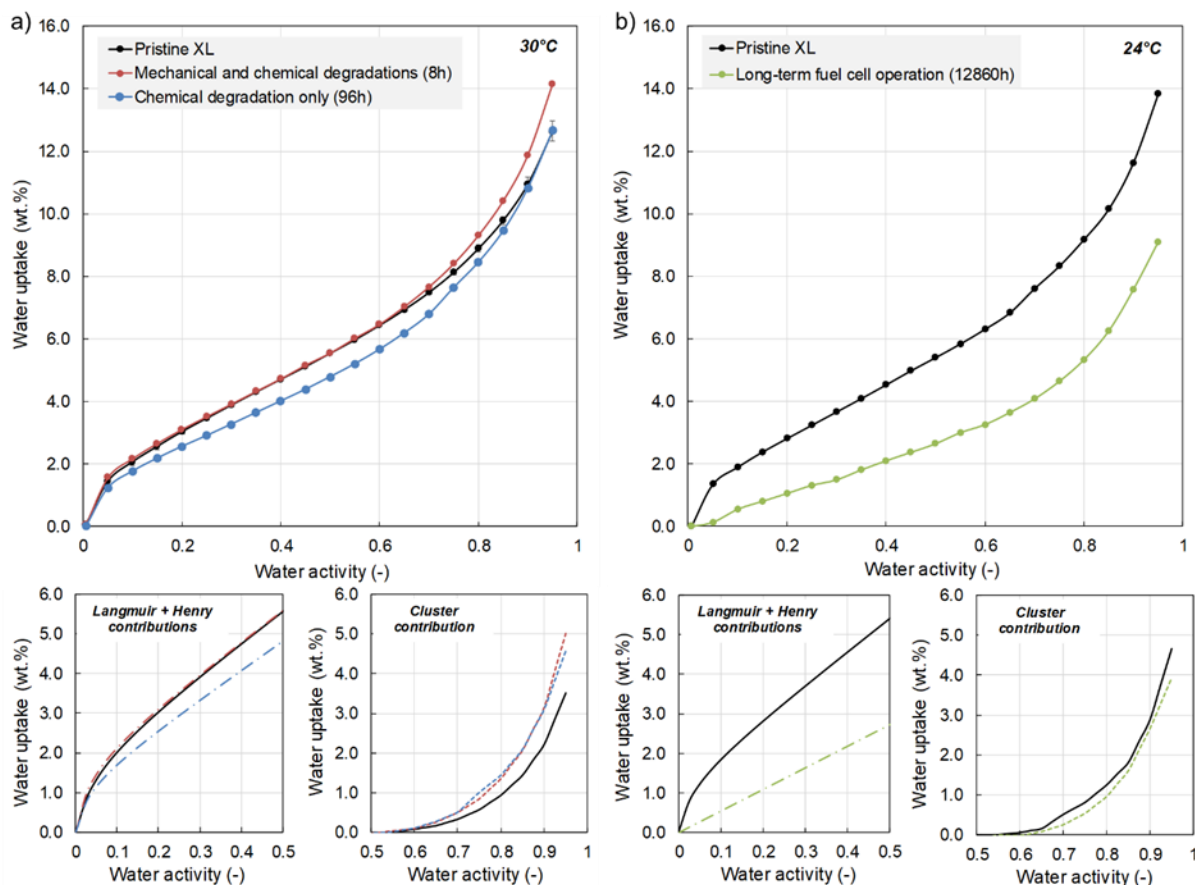 a)
16.0
14.0
12.0
10.0
8.0
6.0
4.0
2.0
0.0
Water uptake (wt.%)
Pristine XL
Mechanical and chemical degradations (8h)
Chemical degradation only (96h)
30°C
0 0.2 0.4 0.6 0.8 1
Water activity (-)
b)
16.0
14.0
12.0
10.0
8.0
6.0
4.0
2.0
0.0
Water uptake (wt.%)
Pristine XL
Long-term fuel cell operation (12860h)
24°C
0 0.2 0.4 0.6 0.8 1
Water activity (-)
6.0
5.0
4.0
3.0
2.0
1.0
0.0
Water uptake (wt.%)
Langmuir + Henry
contributions
0 0.1 0.2 0.3 0.4 0.5
Water activity (-)
6.0
5.0
4.0
3.0
2.0
1.0
0.0
Water uptake (wt.%)
Cluster
contribution
0.5 0.6 0.7 0.8 0.9 1
Water activity (-)
6.0
5.0
4.0
3.0
2.0
1.0
0.0
Water uptake (wt.%)
Langmuir + Henry
contributions
0 0.1 0.2 0.3 0.4 0.5
Water activity (-)
6.0
5.0
4.0
3.0
2.0
1.0
0.0
Water uptake (wt.%)
Cluster
contribution
0.5 0.6 0.7 0.8 0.9 1
Water activity (-)